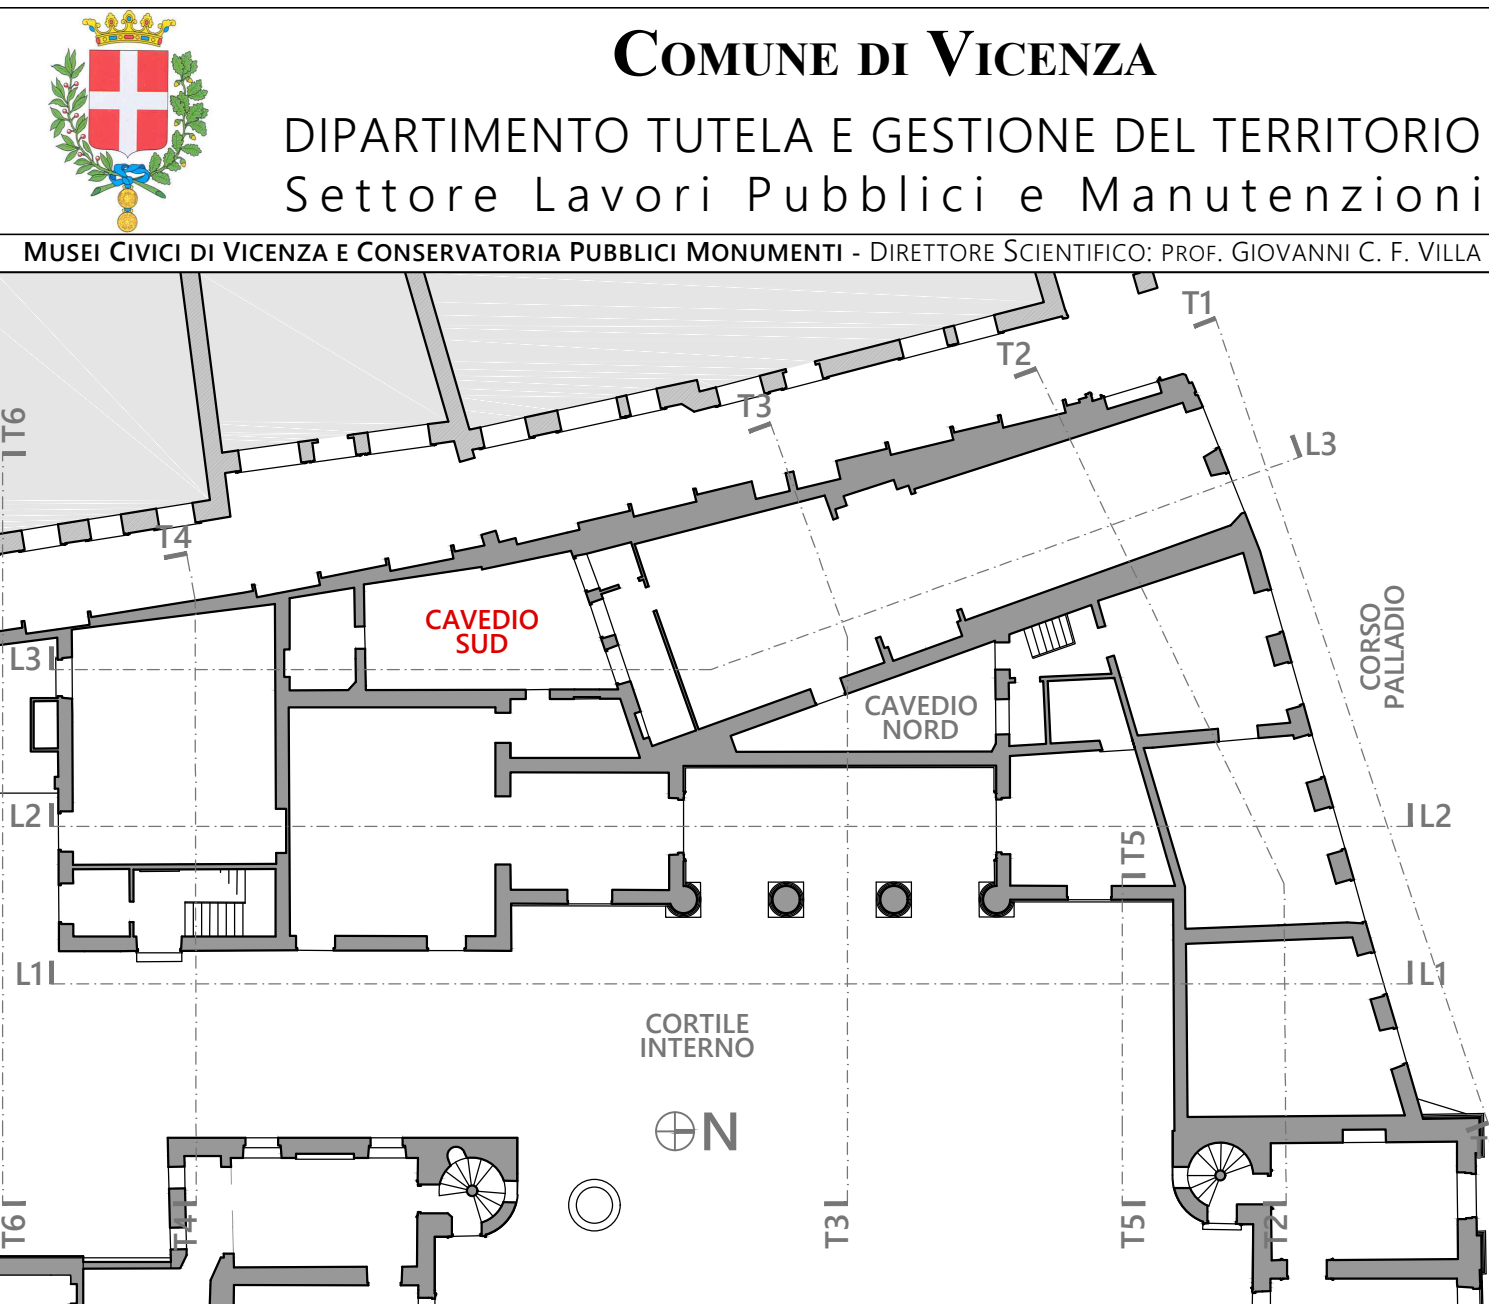 COMUNE DI VICENZA
DIPARTIMENTO TUTELA E GESTIONE DEL TERRITORIO
Settore Lavori Pubblici e Manutenzioni
MUSEI CIVICI DI VICENZA E CONSERVATORIA PUBBLICI MONUMENTI - DIRETTORE SCIENTIFICO: PROF. GIOVANNI C. F. VILLA
T1
T2
T3
T6
L3
T4
CAVEDIO
SUD
CORSO
PALLADIO
L3
CAVEDIO
NORD
L2
L2
T5
L1
L1
CORTILE
INTERNO
N
T6
T4
T3
T5
T2